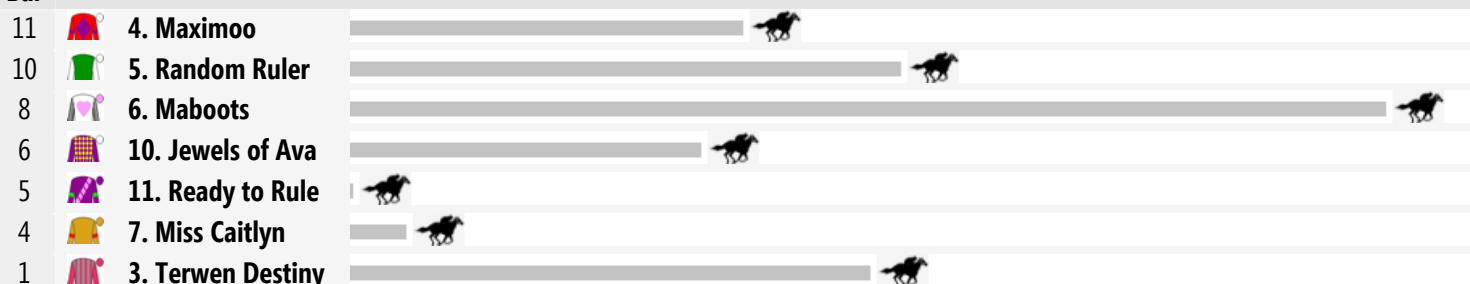 11 4. Maximoo
10 5. Random Ruler
8 6. Maboots
6 10. Jewels of Ava
5 11. Ready to Rule
4 7. Miss Caitlyn
1 3. Terwen Destiny